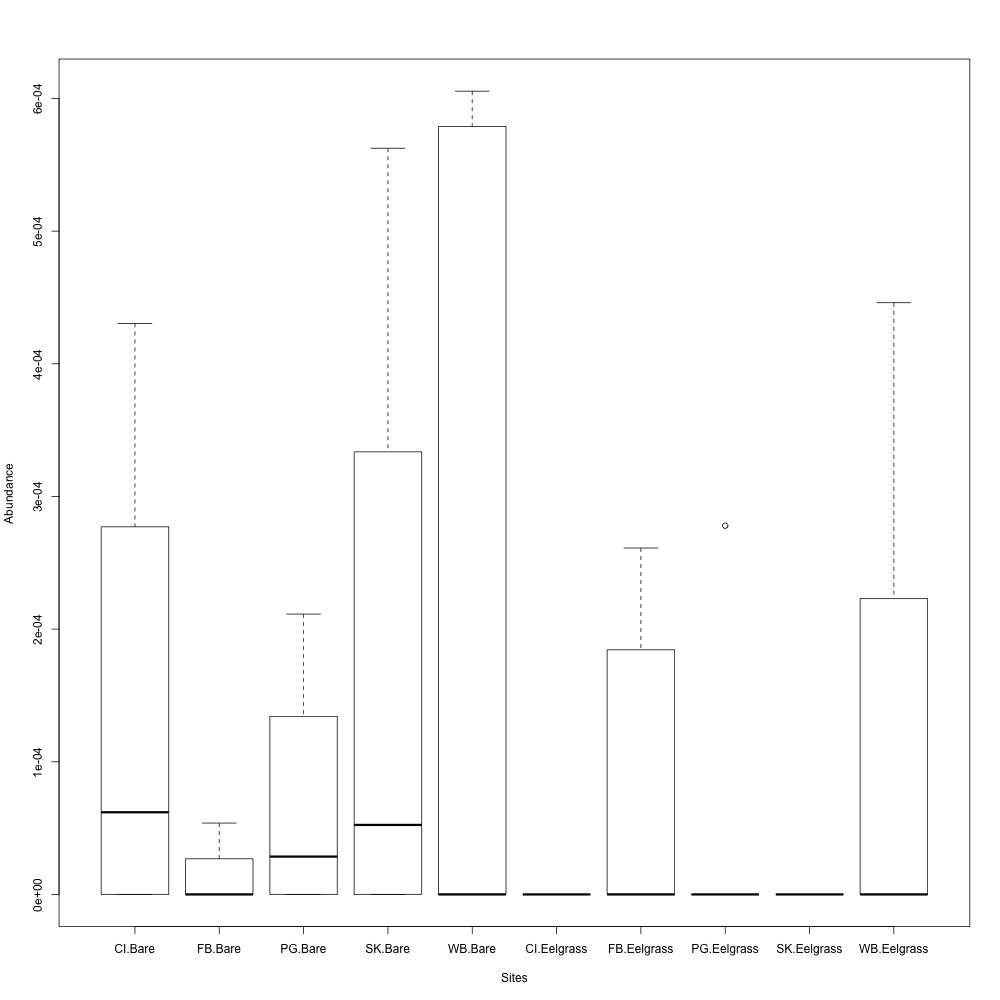 6e-04
5e-04
4e-04
3e-04
2e-04
1e-04
0e+00
Abundance
CI.Bare FB.Bare PG.Bare SK.Bare WB.Bare CI.Eelgrass FB.Eelgrass PG.Eelgrass SK.Eelgrass WB.Eelgrass
Sites